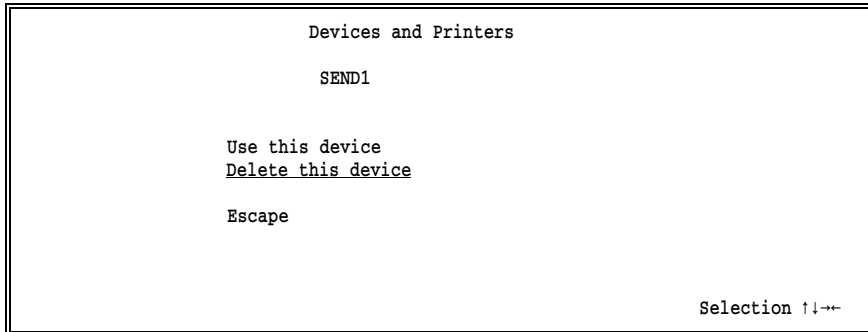 Devices and Printers
SEND1
Use this device
Delete this device
Escape
Selection ↑↓→←